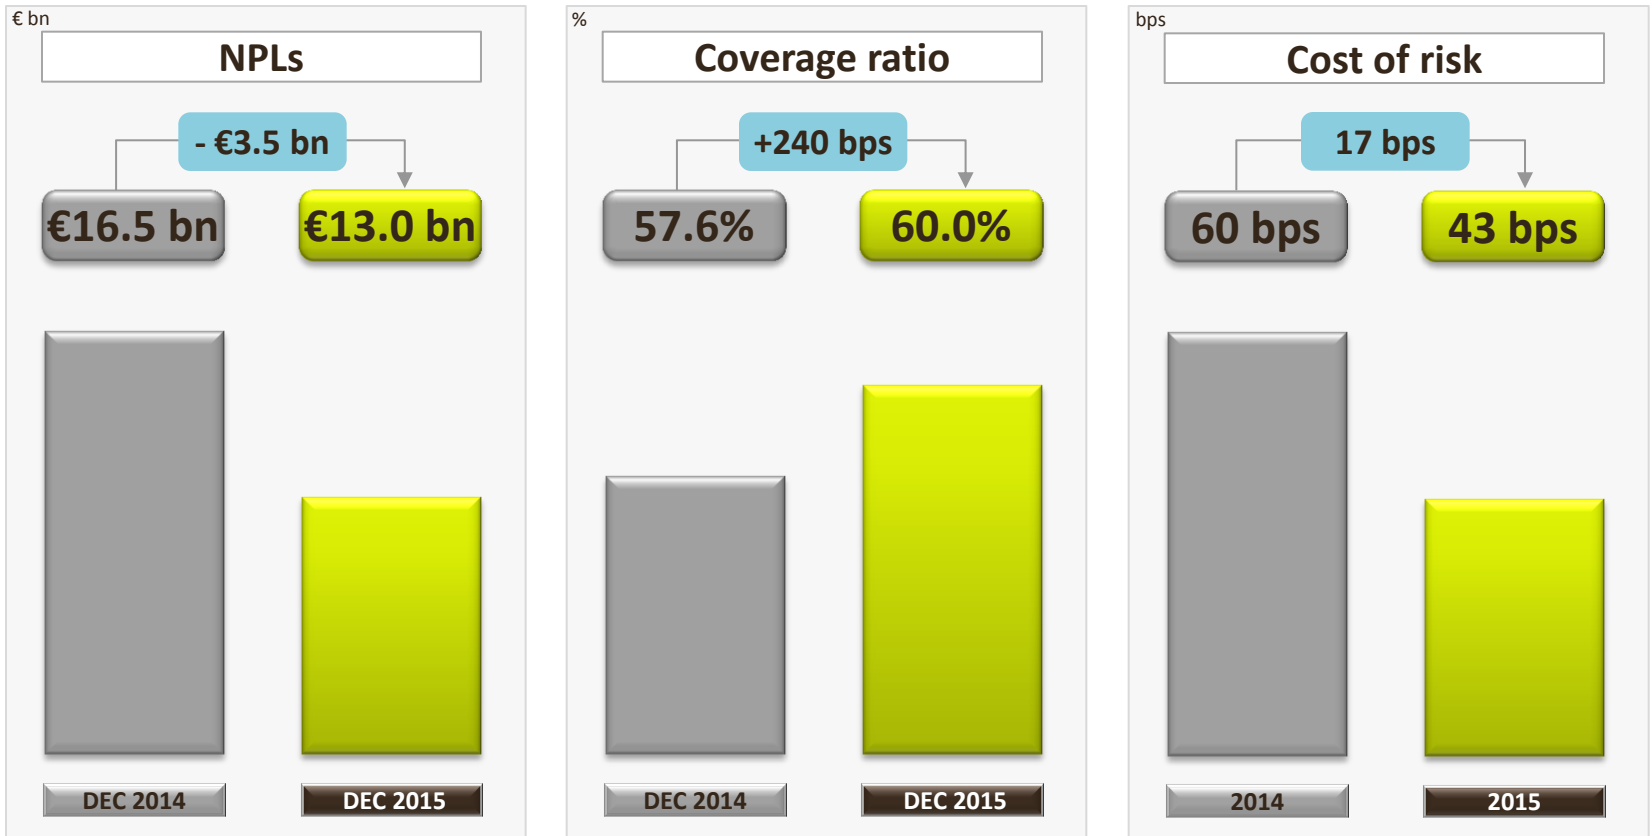 € bn
NPLs
- €3.5 bn
€16.5 bn
€13.0 bn
DEC 2014
DEC 2015
%
Coverage ratio
+240 bps
57.6%
60.0%
DEC 2014
DEC 2015
bps
Cost of risk
17 bps
60 bps
43 bps
2014
2015